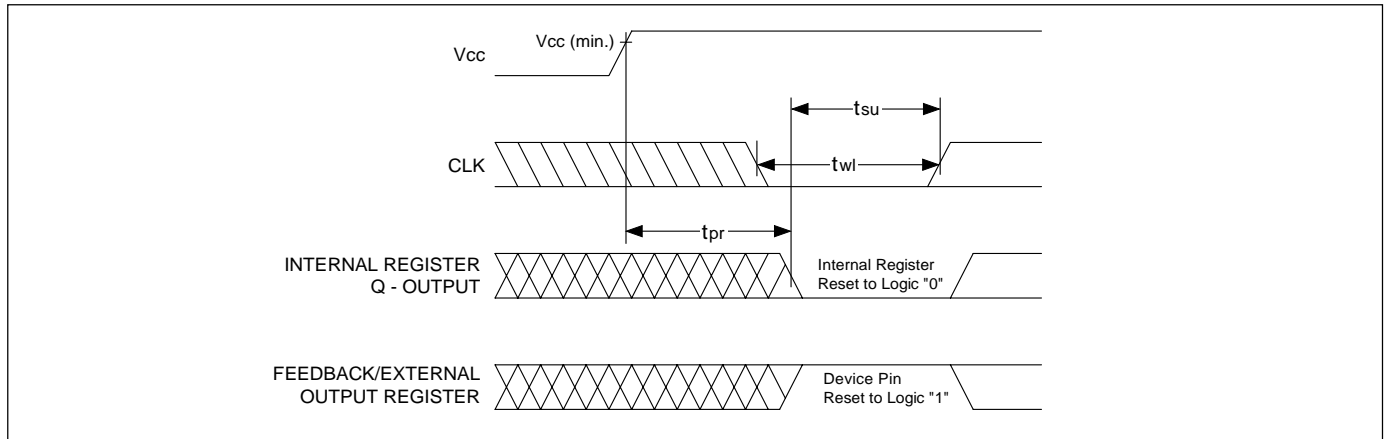 Vcc
Vcc (min.)
tsu
CLK
twl
tpr
INTERNAL REGISTER
Q - OUTPUT
Internal Register
Reset to Logic "0"
FEEDBACK/EXTERNAL
OUTPUT REGISTER
Device Pin
Reset to Logic "1"